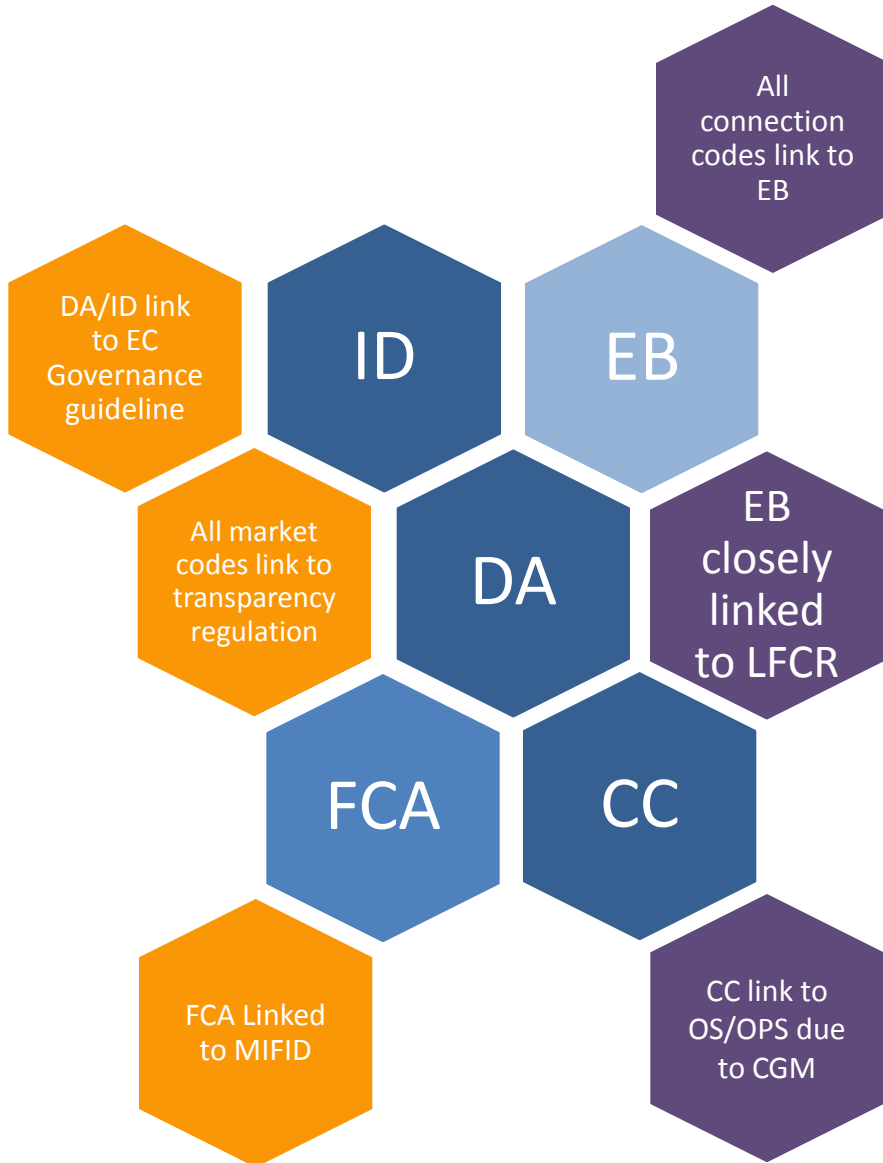 All
connection
codes link to
EB
DA/ID link
to EC
Governance
guideline
ID
EB
All market
codes link to
transparency
regulation
DA
EB
closely
linked
to LFCR
FCA
CC
FCA Linked
to MIFID
CC link to
OS/OPS due
to CGM